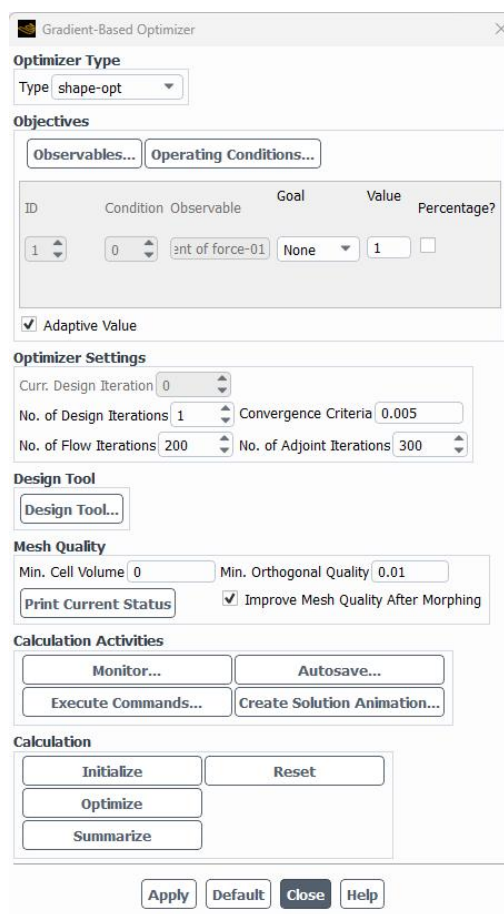 Gradient-Based Optimizer
Optimizer Type
Type shape-opt
Objectives
Observables... Operating Conditions...
ID Condition Observable Goal Value Percentage?
1 0 ent of force-01 None 1
Adaptive Value
Optimizer Settings
Curr. Design Iteration 0
No. of Design Iterations 1 Convergence Criteria 0.005
No. of Flow Iterations 200 No. of Adjoint Iterations 300
Design Tool
Design Tool...
Mesh Quality
Min. Cell Volume 0 Min. Orthogonal Quality 0.01
Print Current Status Improve Mesh Quality After Morphing
Calculation Activities
Monitor... Autosave...
Execute Commands... Create Solution Animation...
Calculation
Initialize Reset
Optimize
Summarize
Apply Default Close Help